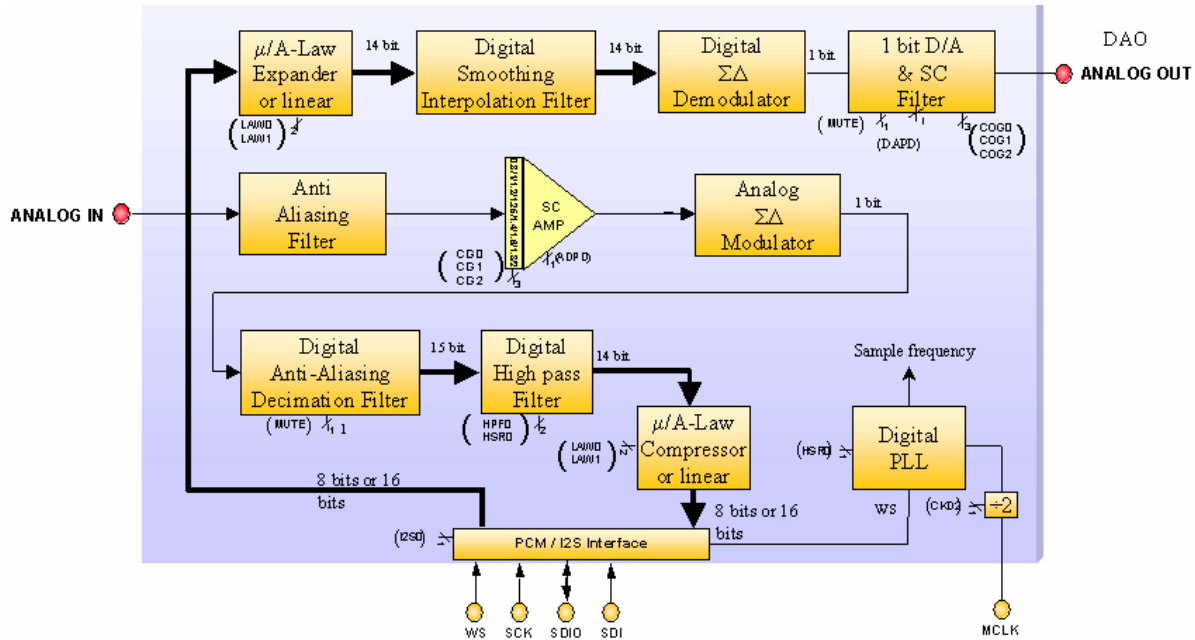 µ/A-Law
Expander
or linear
14 bit
Digital
Smoothing
Interpolation Filter
14 bit
Digital
ΣΔ
Demodulator
1 bit
1 bit D/A
& SC
Filter
DAO
ANALOG OUT
LAW0
LAW1
2
(MUTE)
1
1
(DAPD)
3
COG0
COG1
COG2
ANALOG IN
Anti
Aliasing
Filter
SC
AMP
CG0
CG1
CG2
3
1
(ADPD)
Analog
ΣΔ
Modulator
1 bit
Digital
Anti-Aliasing
Decimation Filter
(MUTE)
1 1
15 bit
Digital
High pass
Filter
HPF0
HSR0
2
14 bit
µ/A-Law
Compressor
or linear
LAW0
LAW1
2
Sample frequency
Digital
PLL
(HSR0)
8 bits or 16
bits
8 bits or 16
bits
WS
(CKD2)
÷2
(I2S0)
PCM / I2S Interface
WS
SCK
SDIO
SDI
MCLK